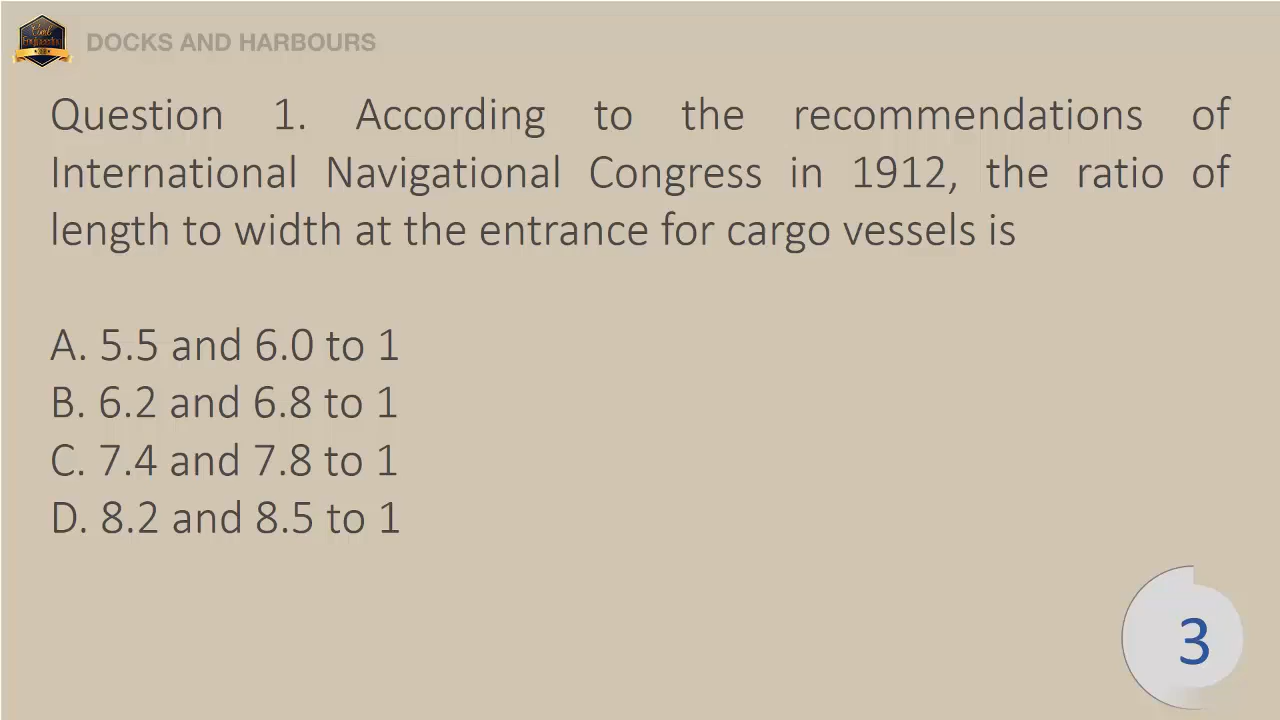 DOCKS AND HARBOURS
Question 1. According to the recommendations of
International Navigational Congress in 1912, the ratio of
length to width at the entrance for cargo vessels is
A. 5.5 and 6.0 to 1
B. 6.2 and 6.8 to 1
C. 7.4 and 7.8 to 1
D. 8.2 and 8.5 to 1
3